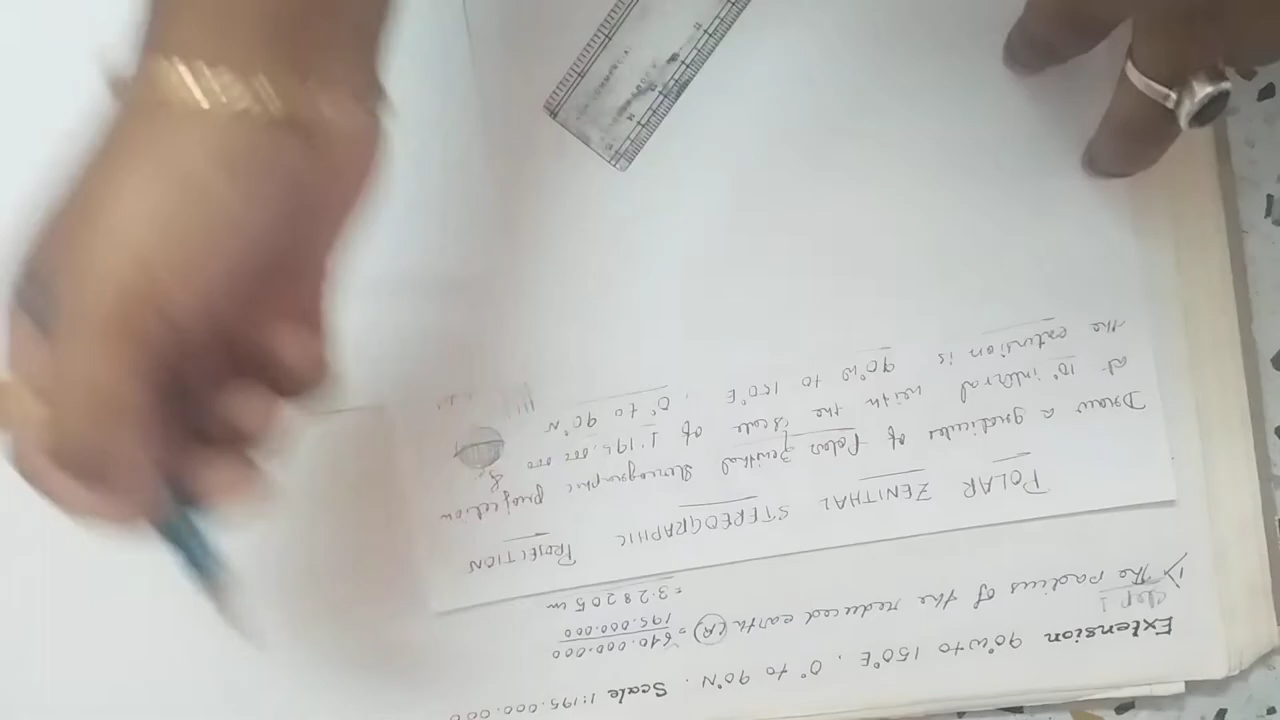 POLAR ZENITHAL STEREOGRAPHIC PROJECTION
Draw a graticules of Polar Zenithal Stereographic projection
at 10° interval with the scale of 1:195,000,000 &
the extension is 90°W to 150°E, 0° to 90°N
Extension 90°W to 150°E, 0° to 90°N. Scale 1:195.000.000
Step 1
1> The Radius of the reduced earth (R) = 640.000.000
195.000.000
= 3.28205 cm